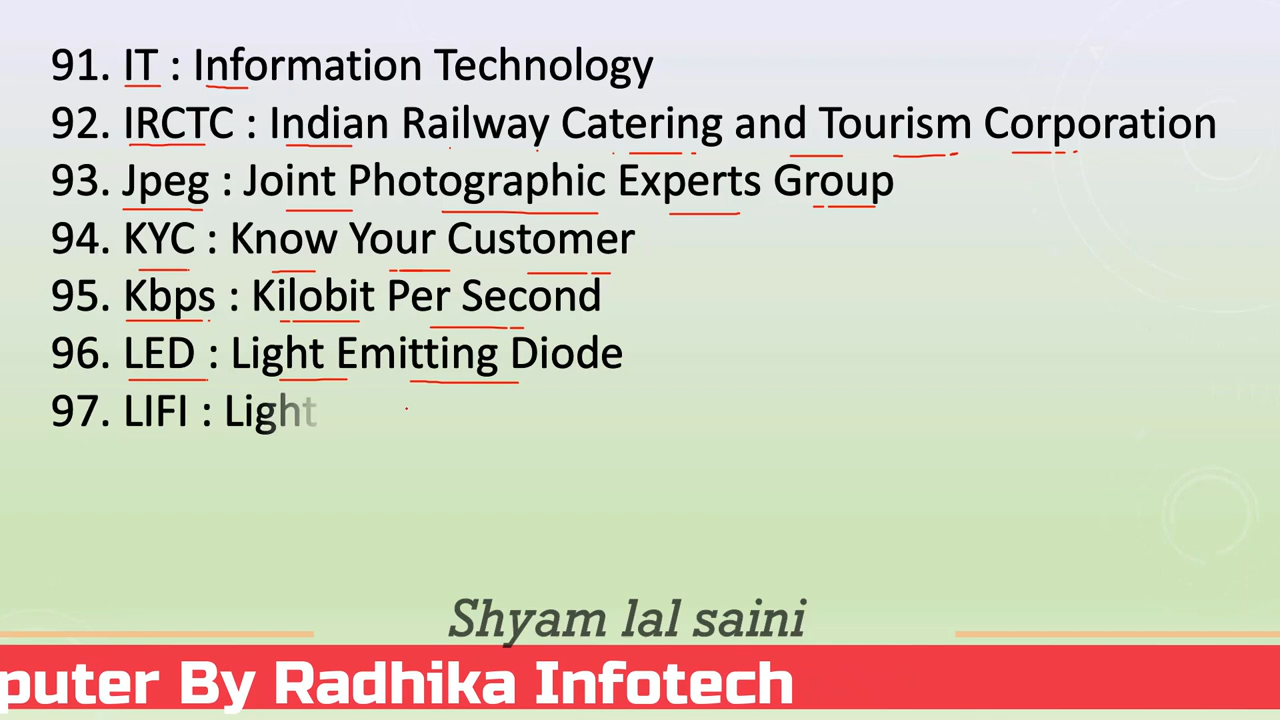 91. IT : Information Technology
92. IRCTC : Indian Railway Catering and Tourism Corporation
93. Jpeg : Joint Photographic Experts Group
94. KYC : Know Your Customer
95. Kbps : Kilobit Per Second
96. LED : Light Emitting Diode
97. LIFI : Light
Shyam lal saini
puter By Radhika Infotech